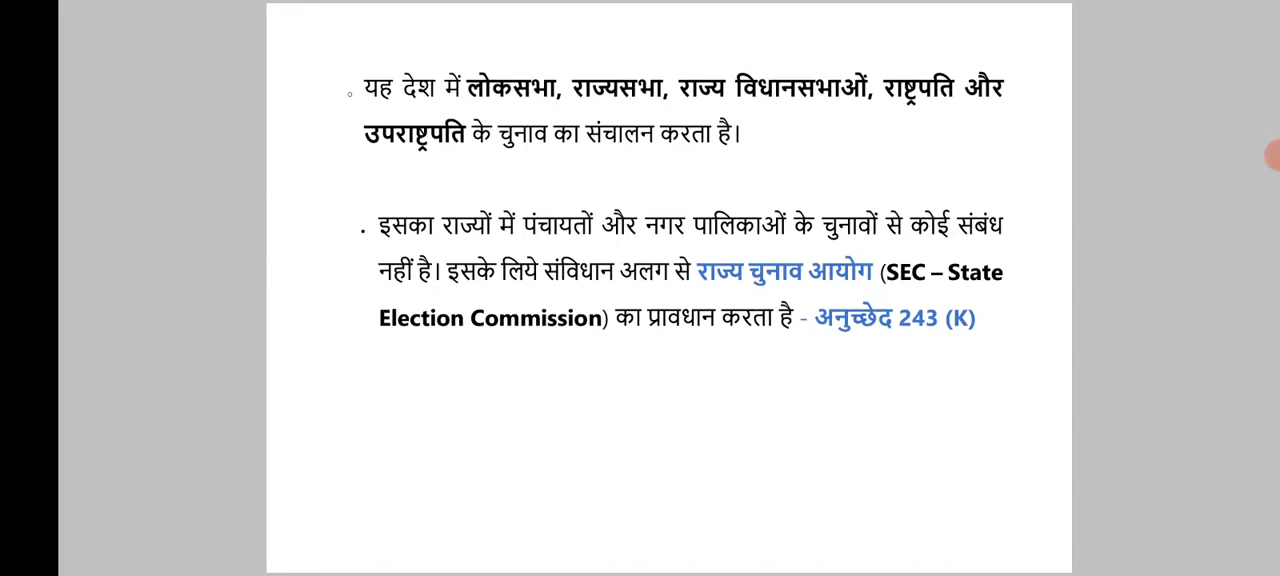 यह देश में लोकसभा, राज्यसभा, राज्य विधानसभाओं, राष्ट्रपति और
उपराष्ट्रपति के चुनाव का संचालन करता है।
इसका राज्यों में पंचायतों और नगर पालिकाओं के चुनावों से कोई संबंध
नहीं है। इसके लिये संविधान अलग से राज्य चुनाव आयोग (SEC – State
Election Commission) का प्रावधान करता है - अनुच्छेद 243 (K)